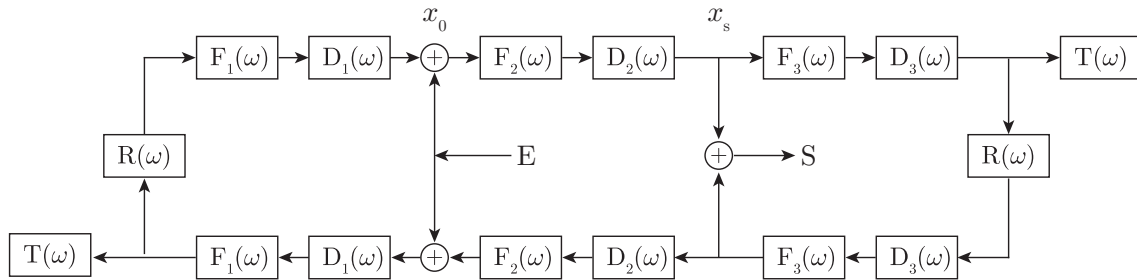 x₀ xₛ
F₁(ω) D₁(ω) + F₂(ω) D₂(ω) F₃(ω) D₃(ω) T(ω)
R(ω) E + S R(ω)
T(ω) F₁(ω) D₁(ω) + F₂(ω) D₂(ω) F₃(ω) D₃(ω)